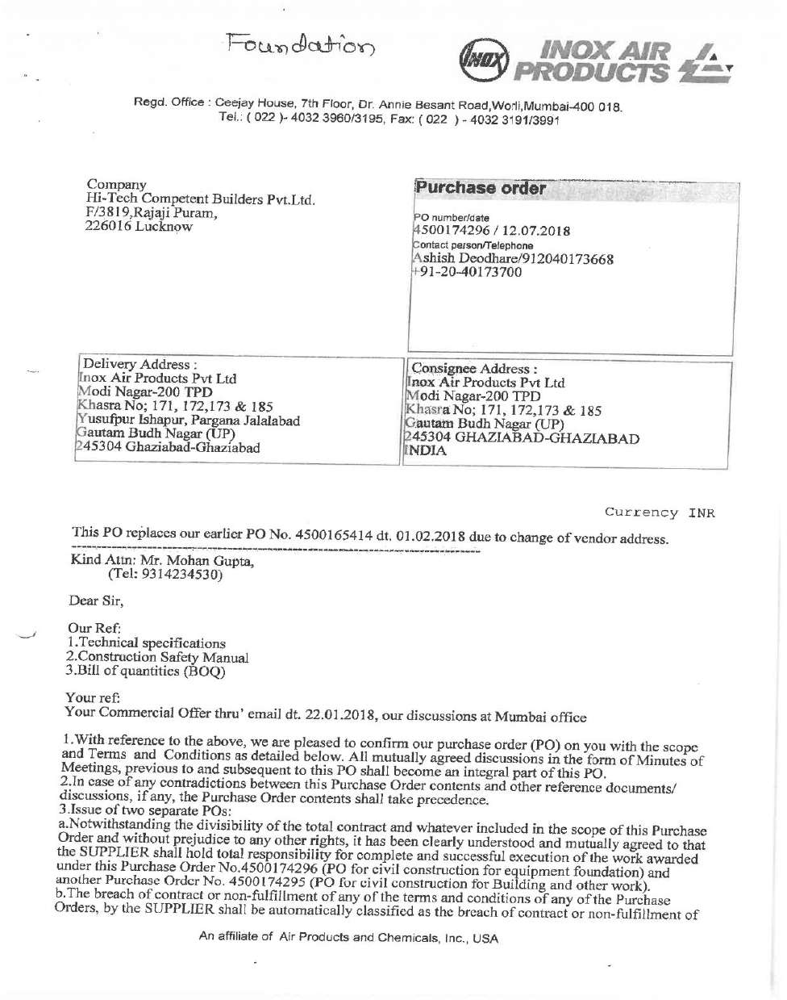 Foundation
INOX
INOX AIR
PRODUCTS
Regd. Office : Ceejay House, 7th Floor, Dr. Annie Besant Road,Worli,Mumbai-400 018.
Tel.: ( 022 )- 4032 3960/3195, Fax: ( 022 ) - 4032 3191/3991
Company
Hi-Tech Competent Builders Pvt.Ltd.
F/3819,Rajaji Puram,
226016 Lucknow
Purchase order
PO number/date
4500174296 / 12.07.2018
Contact person/Telephone
Ashish Deodhare/912040173668
+91-20-40173700
Delivery Address :
Inox Air Products Pvt Ltd
Modi Nagar-200 TPD
Khasra No; 171, 172,173 & 185
Yusufpur Ishapur, Pargana Jalalabad
Gautam Budh Nagar (UP)
245304 Ghaziabad-Ghaziabad
Consignee Address :
Inox Air Products Pvt Ltd
Modi Nagar-200 TPD
Khasra No; 171, 172,173 & 185
Gautam Budh Nagar (UP)
245304 GHAZIABAD-GHAZIABAD
INDIA
Currency INR
This PO replaces our earlier PO No. 4500165414 dt. 01.02.2018 due to change of vendor address.
Kind Attn: Mr. Mohan Gupta,
(Tel: 9314234530)
Dear Sir,
Our Ref:
1.Technical specifications
2.Construction Safety Manual
3.Bill of quantities (BOQ)
Your ref:
Your Commercial Offer thru' email dt. 22.01.2018, our discussions at Mumbai office
1.With reference to the above, we are pleased to confirm our purchase order (PO) on you with the scope
and Terms and Conditions as detailed below. All mutually agreed discussions in the form of Minutes of
Meetings, previous to and subsequent to this PO shall become an integral part of this PO.
2.In case of any contradictions between this Purchase Order contents and other reference documents/
discussions, if any, the Purchase Order contents shall take precedence.
3.Issue of two separate POs:
a.Notwithstanding the divisibility of the total contract and whatever included in the scope of this Purchase
Order and without prejudice to any other rights, it has been clearly understood and mutually agreed to that
the SUPPLIER shall hold total responsibility for complete and successful execution of the work awarded
under this Purchase Order No.4500174296 (PO for civil construction for equipment foundation) and
another Purchase Order No. 4500174295 (PO for civil construction for Building and other work).
b.The breach of contract or non-fulfillment of any of the terms and conditions of any of the Purchase
Orders, by the SUPPLIER shall be automatically classified as the breach of contract or non-fulfillment of
An affiliate of Air Products and Chemicals, Inc., USA